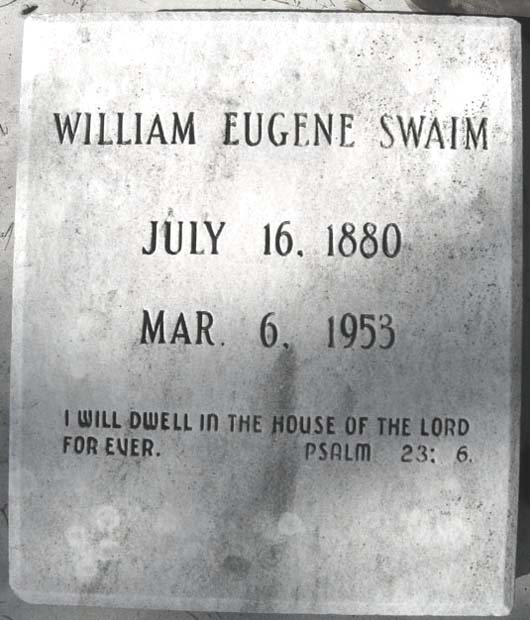 WILLIAM EUGENE SWAIM
JULY 16, 1880
MAR. 6, 1953
I WILL DWELL IN THE HOUSE OF THE LORD
FOR EVER. PSALM 23: 6.